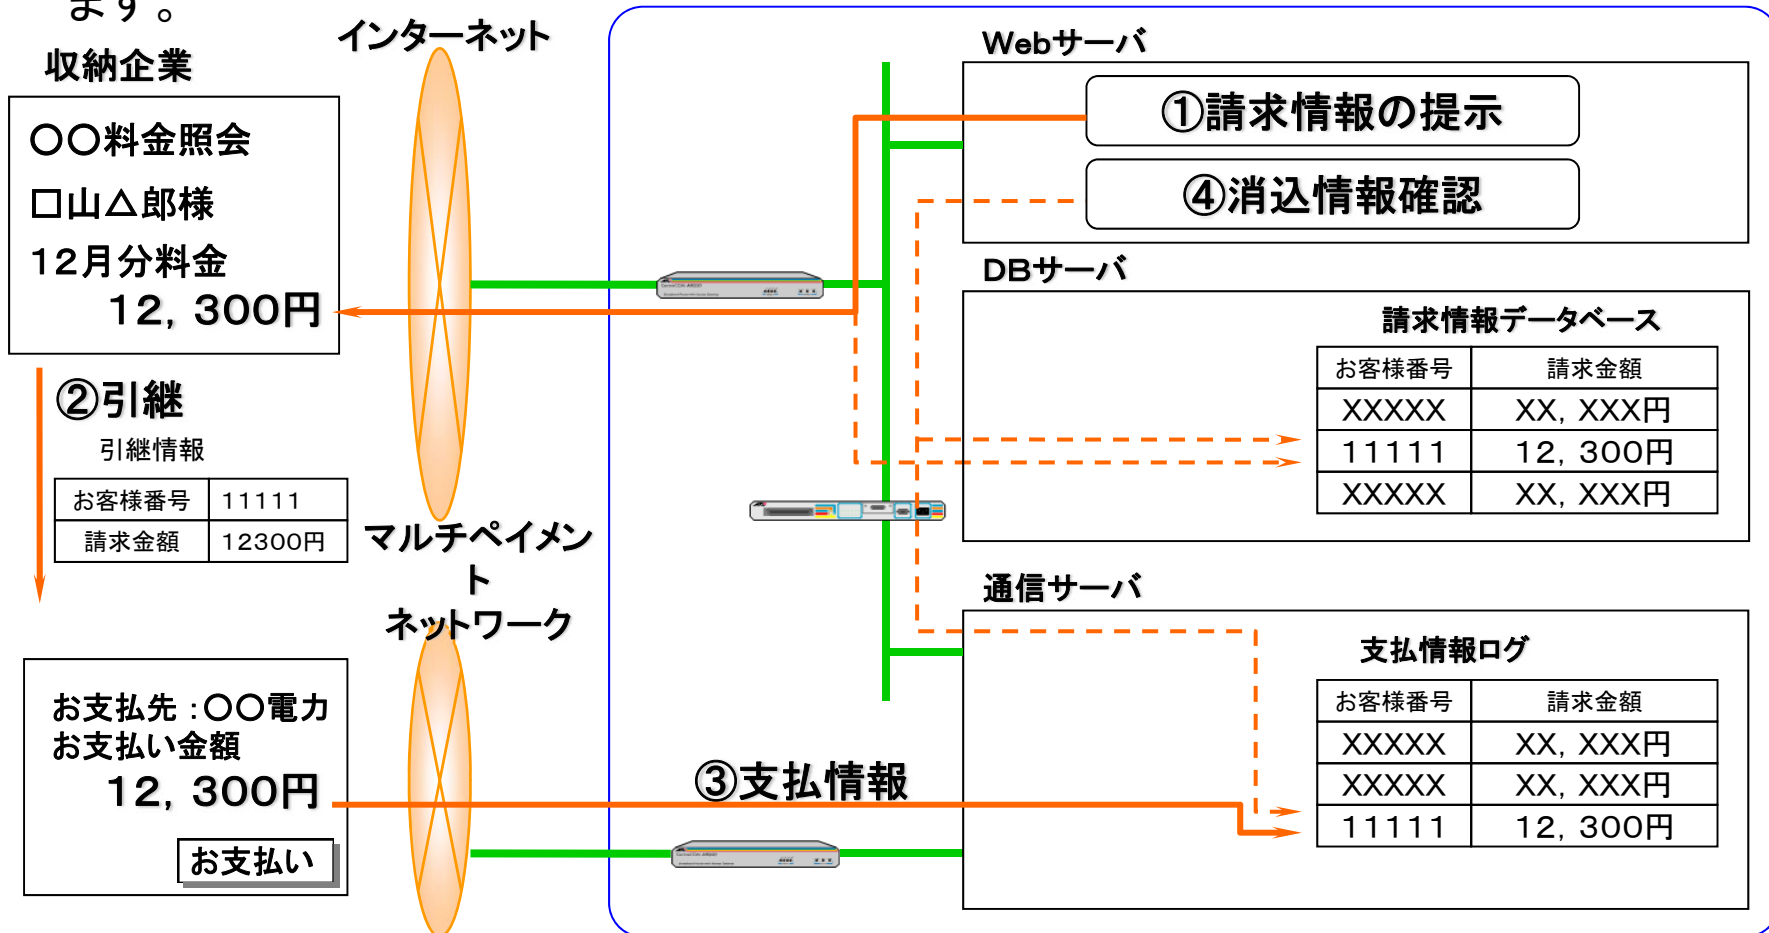 ます。
収納企業
〇〇料金照会
□山△郎様
12月分料金
12, 300円
②引継
引継情報
お客様番号 11111
請求金額 12300円
お支払先:〇〇電力
お支払い金額
12, 300円
お支払い
インターネット
マルチペイメン
ト
ネットワーク
③支払情報
Webサーバ
①請求情報の提示
④消込情報確認
DBサーバ
請求情報データベース
お客様番号 請求金額
XXXXX XX, XXX円
11111 12, 300円
XXXXX XX, XXX円
通信サーバ
支払情報ログ
お客様番号 請求金額
XXXXX XX, XXX円
XXXXX XX, XXX円
11111 12, 300円